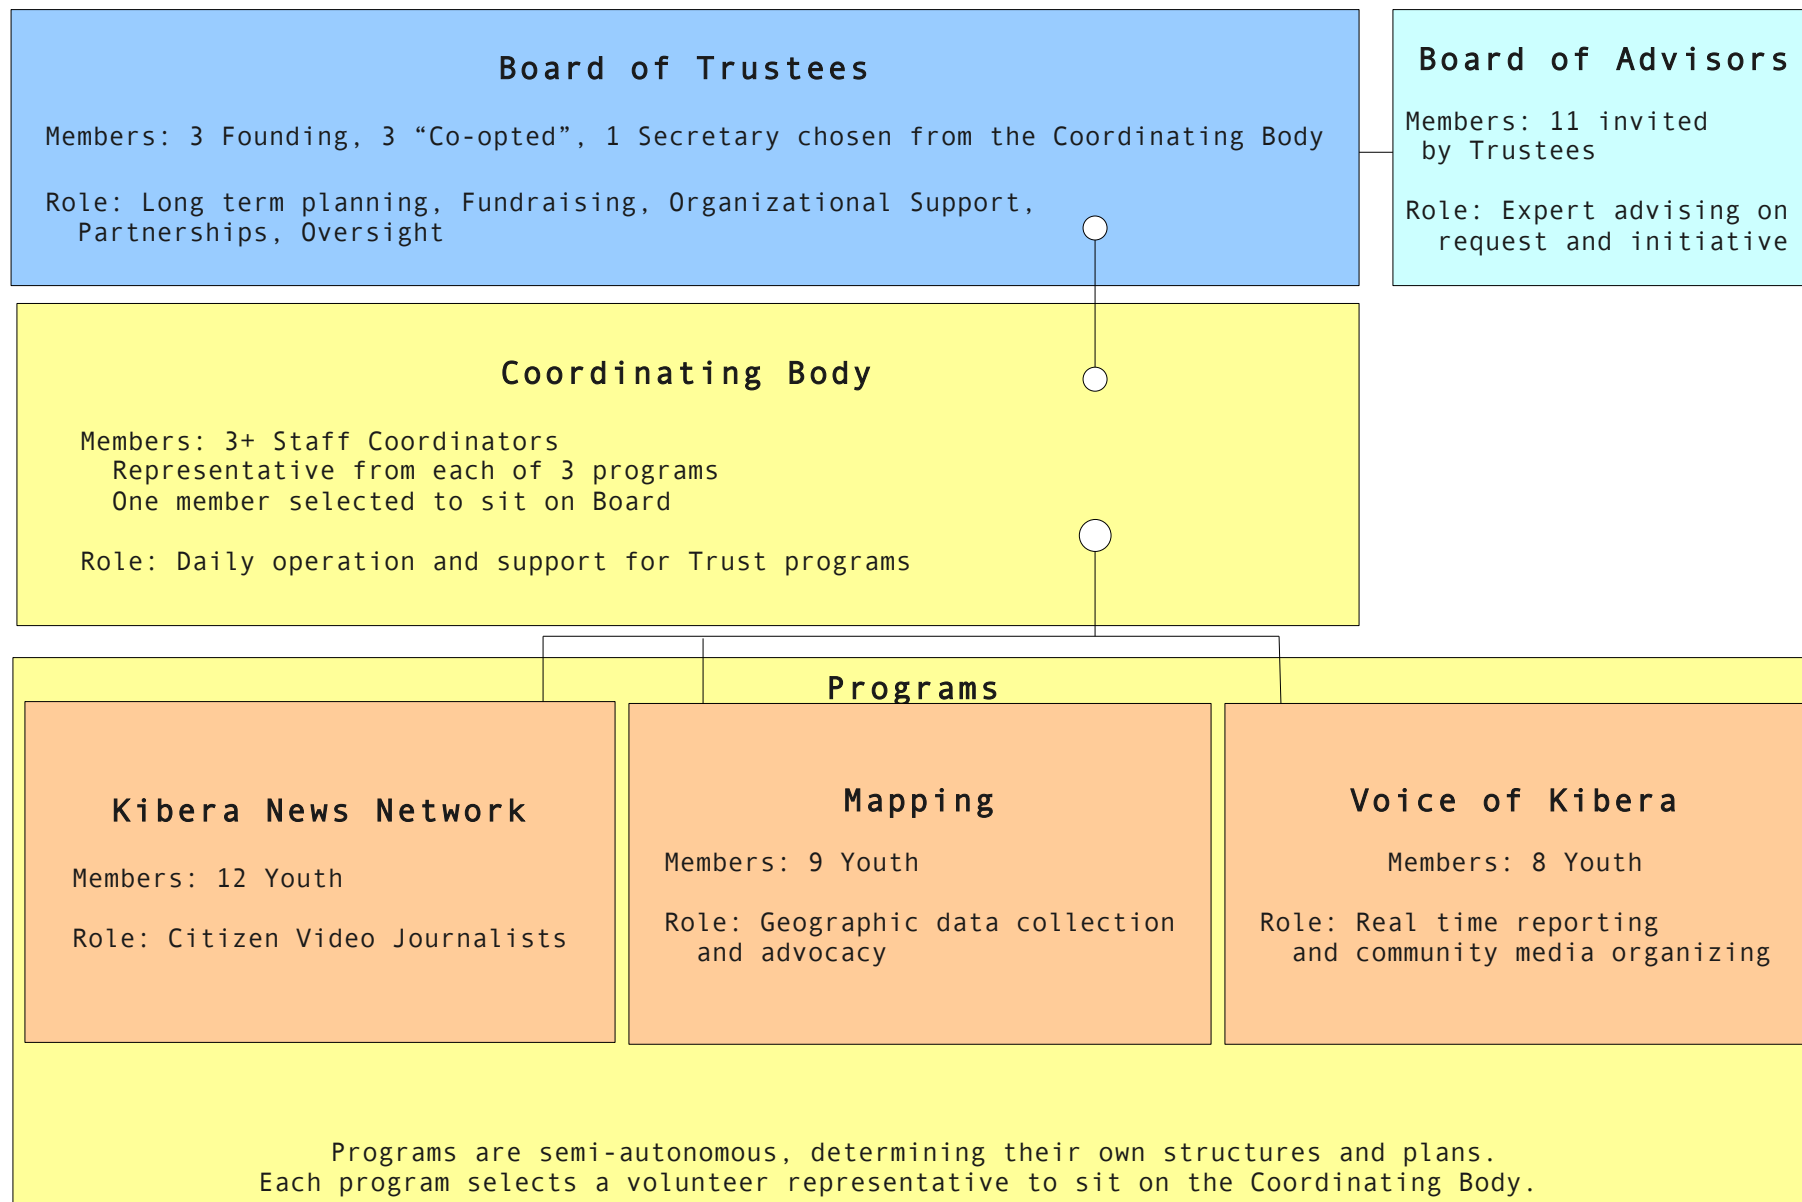 Board of Trustees
Members: 3 Founding, 3 “Co-opted”, 1 Secretary chosen from the Coordinating Body
Role: Long term planning, Fundraising, Organizational Support,
Partnerships, Oversight
Board of Advisors
Members: 11 invited
by Trustees
Role: Expert advising on
request and initiative
Coordinating Body
Members: 3+ Staff Coordinators
Representative from each of 3 programs
One member selected to sit on Board
Role: Daily operation and support for Trust programs
Programs
Kibera News Network
Members: 12 Youth
Role: Citizen Video Journalists
Mapping
Members: 9 Youth
Role: Geographic data collection
and advocacy
Voice of Kibera
Members: 8 Youth
Role: Real time reporting
and community media organizing
Programs are semi-autonomous, determining their own structures and plans.
Each program selects a volunteer representative to sit on the Coordinating Body.